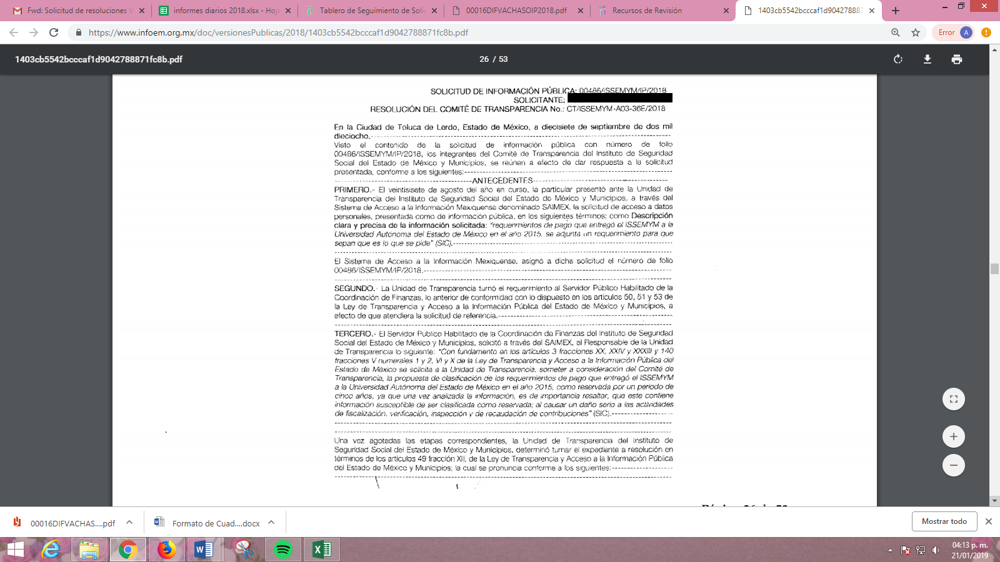 Fwd: Solicitud de resoluciones V
informes diarios 2018.xlsx - Hoja
Tablero de Seguimiento de Solic
00016DIFVACHASOIP2018.pdf
Recursos de Revisión
1403cb5542bcccaf1d9042788871
https://www.infoem.org.mx/doc/versionesPublicas/2018/1403cb5542bcccaf1d9042788871fc8b.pdf
Error A
1403cb5542bcccaf1d9042788871fc8b.pdf
26 / 53
SOLICITUD DE INFORMACIÓN PÚBLICA: 00486/ISSEMYM/IP/2018
SOLICITANTE:
RESOLUCIÓN DEL COMITÉ DE TRANSPARENCIA No.: CT/ISSEMYM-A03-36E/2018
En la Ciudad de Toluca de Lerdo, Estado de México, a diecisiete de septiembre de dos mil
dieciocho.
Visto el contenido de la solicitud de información pública con número de folio
00486/ISSEMYM/IP/2018, los integrantes del Comité de Transparencia del Instituto de Seguridad
Social del Estado de México y Municipios, se reúnen a efecto de dar respuesta a la solicitud
presentada, conforme a los siguientes:
ANTECEDENTES
PRIMERO.- El veintisiete de agosto del año en curso, la particular presentó ante la Unidad de
Transparencia del Instituto de Seguridad Social del Estado de México y Municipios, a través del
Sistema de Acceso a la Información Mexiquense denominado SAIMEX, la solicitud de acceso a datos
personales, presentada como de información pública, en los siguientes términos; como Descripción
clara y precisa de la información solicitada: "requerimientos de pago que entregó el ISSEMYM a la
Universidad Autónoma del Estado de México en el año 2015. se adjunta un requerimiento para que
sepan que es lo que se pide" (SIC).
El Sistema de Acceso a la Información Mexiquense, asignó a dicha solicitud el número de folio
00486/ISSEMYM/IP/2018.
SEGUNDO.- La Unidad de Transparencia turnó el requerimiento al Servidor Público Habilitado de la
Coordinación de Finanzas, lo anterior de conformidad con lo dispuesto en los artículos 50, 51 y 53 de
la Ley de Transparencia y Acceso a la Información Pública del Estado de México y Municipios, a
efecto de que atendiera la solicitud de referencia.
TERCERO.- El Servidor Público Habilitado de la Coordinación de Finanzas del Instituto de Seguridad
Social del Estado de México y Municipios, solicitó a través del SAIMEX, al Responsable de la Unidad
de Transparencia lo siguiente: "Con fundamento en los artículos 3 fracciones XX, XXIV y XXXIII y 140
fracciones V numerales 1 y 2, VI y X de la Ley de Transparencia y Acceso a la Información Pública del
Estado de México se solicita a la Unidad de Transparencia, someter a consideración del Comité de
Transparencia, la propuesta de clasificación de los requerimientos de pago que entregó el ISSEMYM
a la Universidad Autónoma del Estado de México en el año 2015, como reservada por un periodo de
cinco años, ya que una vez analizada la información, es de importancia resaltar, que este contiene
información susceptible de ser clasificada como reservada; al causar un daño serio a las actividades
de fiscalización, verificación, inspección y de recaudación de contribuciones" (SIC).
Una vez agotadas las etapas correspondientes, la Unidad de Transparencia del Instituto de
Seguridad Social del Estado de México y Municipios, determinó turnar el expediente a resolución en
términos de los artículos 49 fracción XII, de la Ley de Transparencia y Acceso a la Información Pública
del Estado de México y Municipios; la cual se pronuncia conforme a los siguientes:
00016DIFVACHAS....pdf
Formato de Cuad....docx
Mostrar todo
04:13 p. m.
21/01/2019